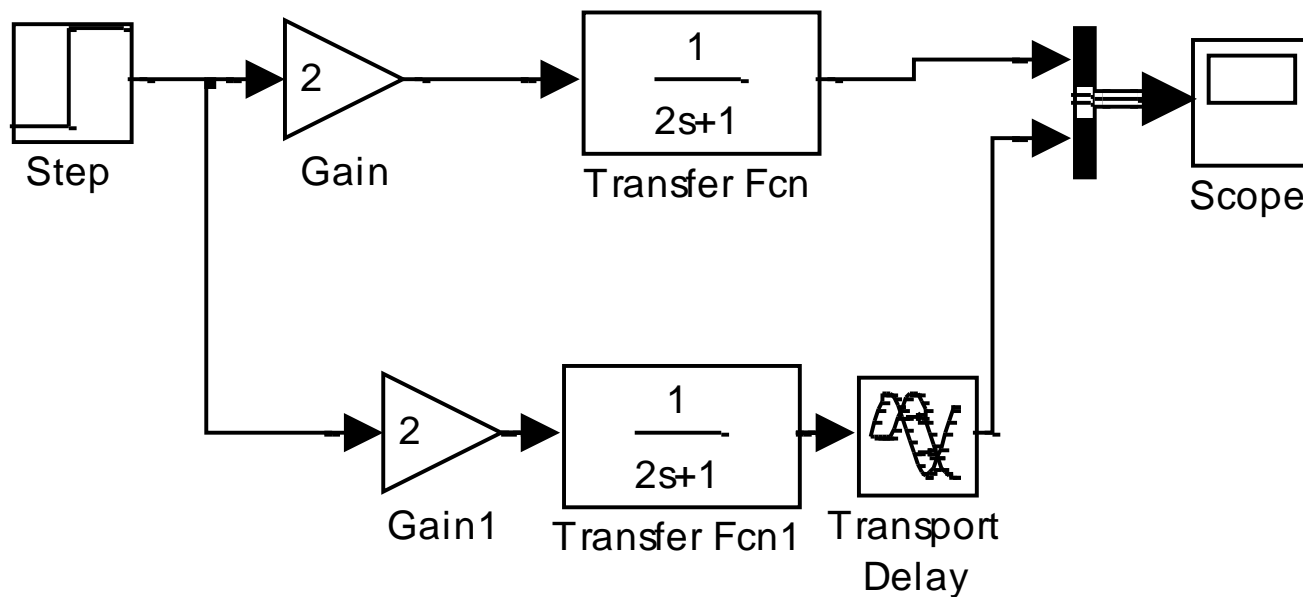 2
1
2s+1
Step
Gain
Transfer Fcn
Scope
2
1
2s+1
Gain1
Transfer Fcn1
Transport
Delay